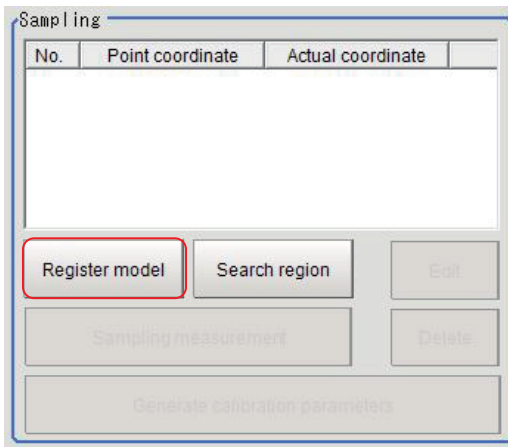 Sampling
No. Point coordinate Actual coordinate
Register model Search region Edit
Sampling measurement Delete
Generate calibration parameters